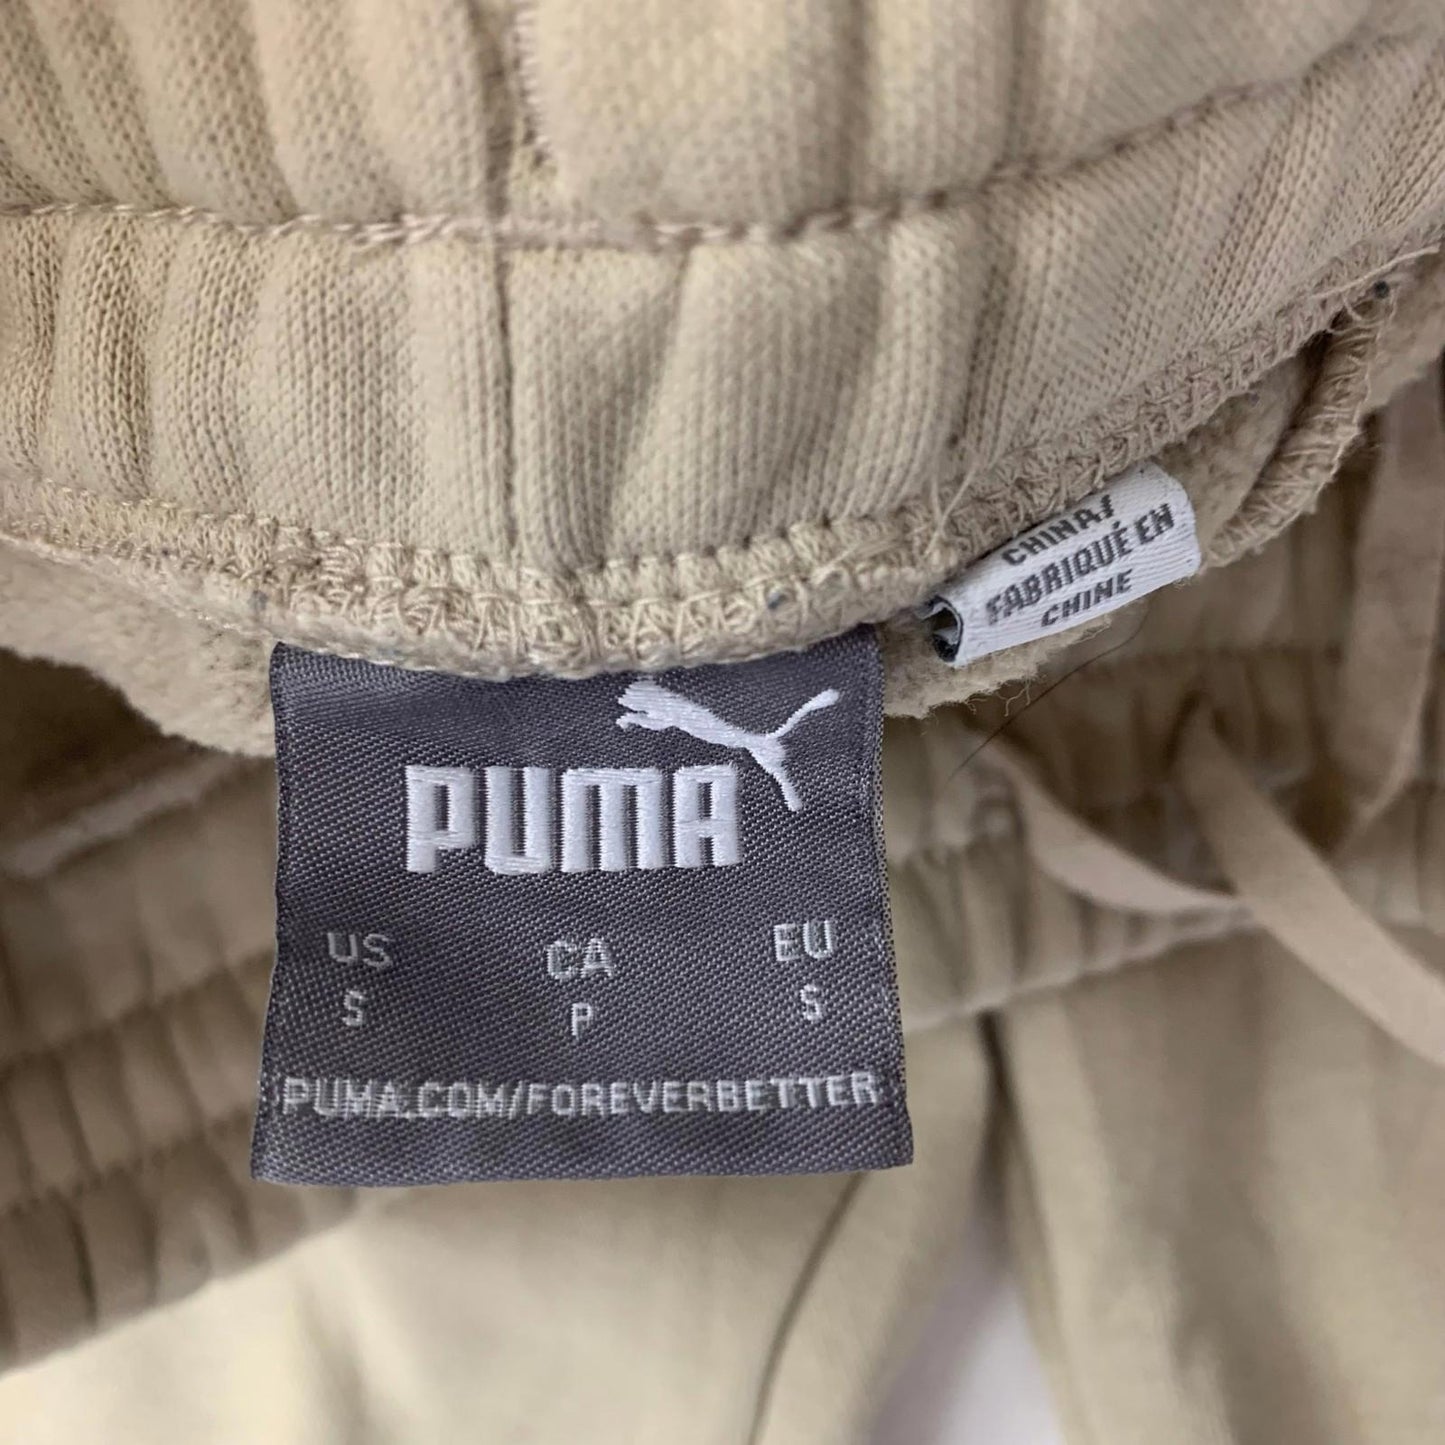 CHINA/
FABRIQUÉ EN
CHINE
PUMA
US CA EU
S P S
PUMA.COM/FOREVERBETTER